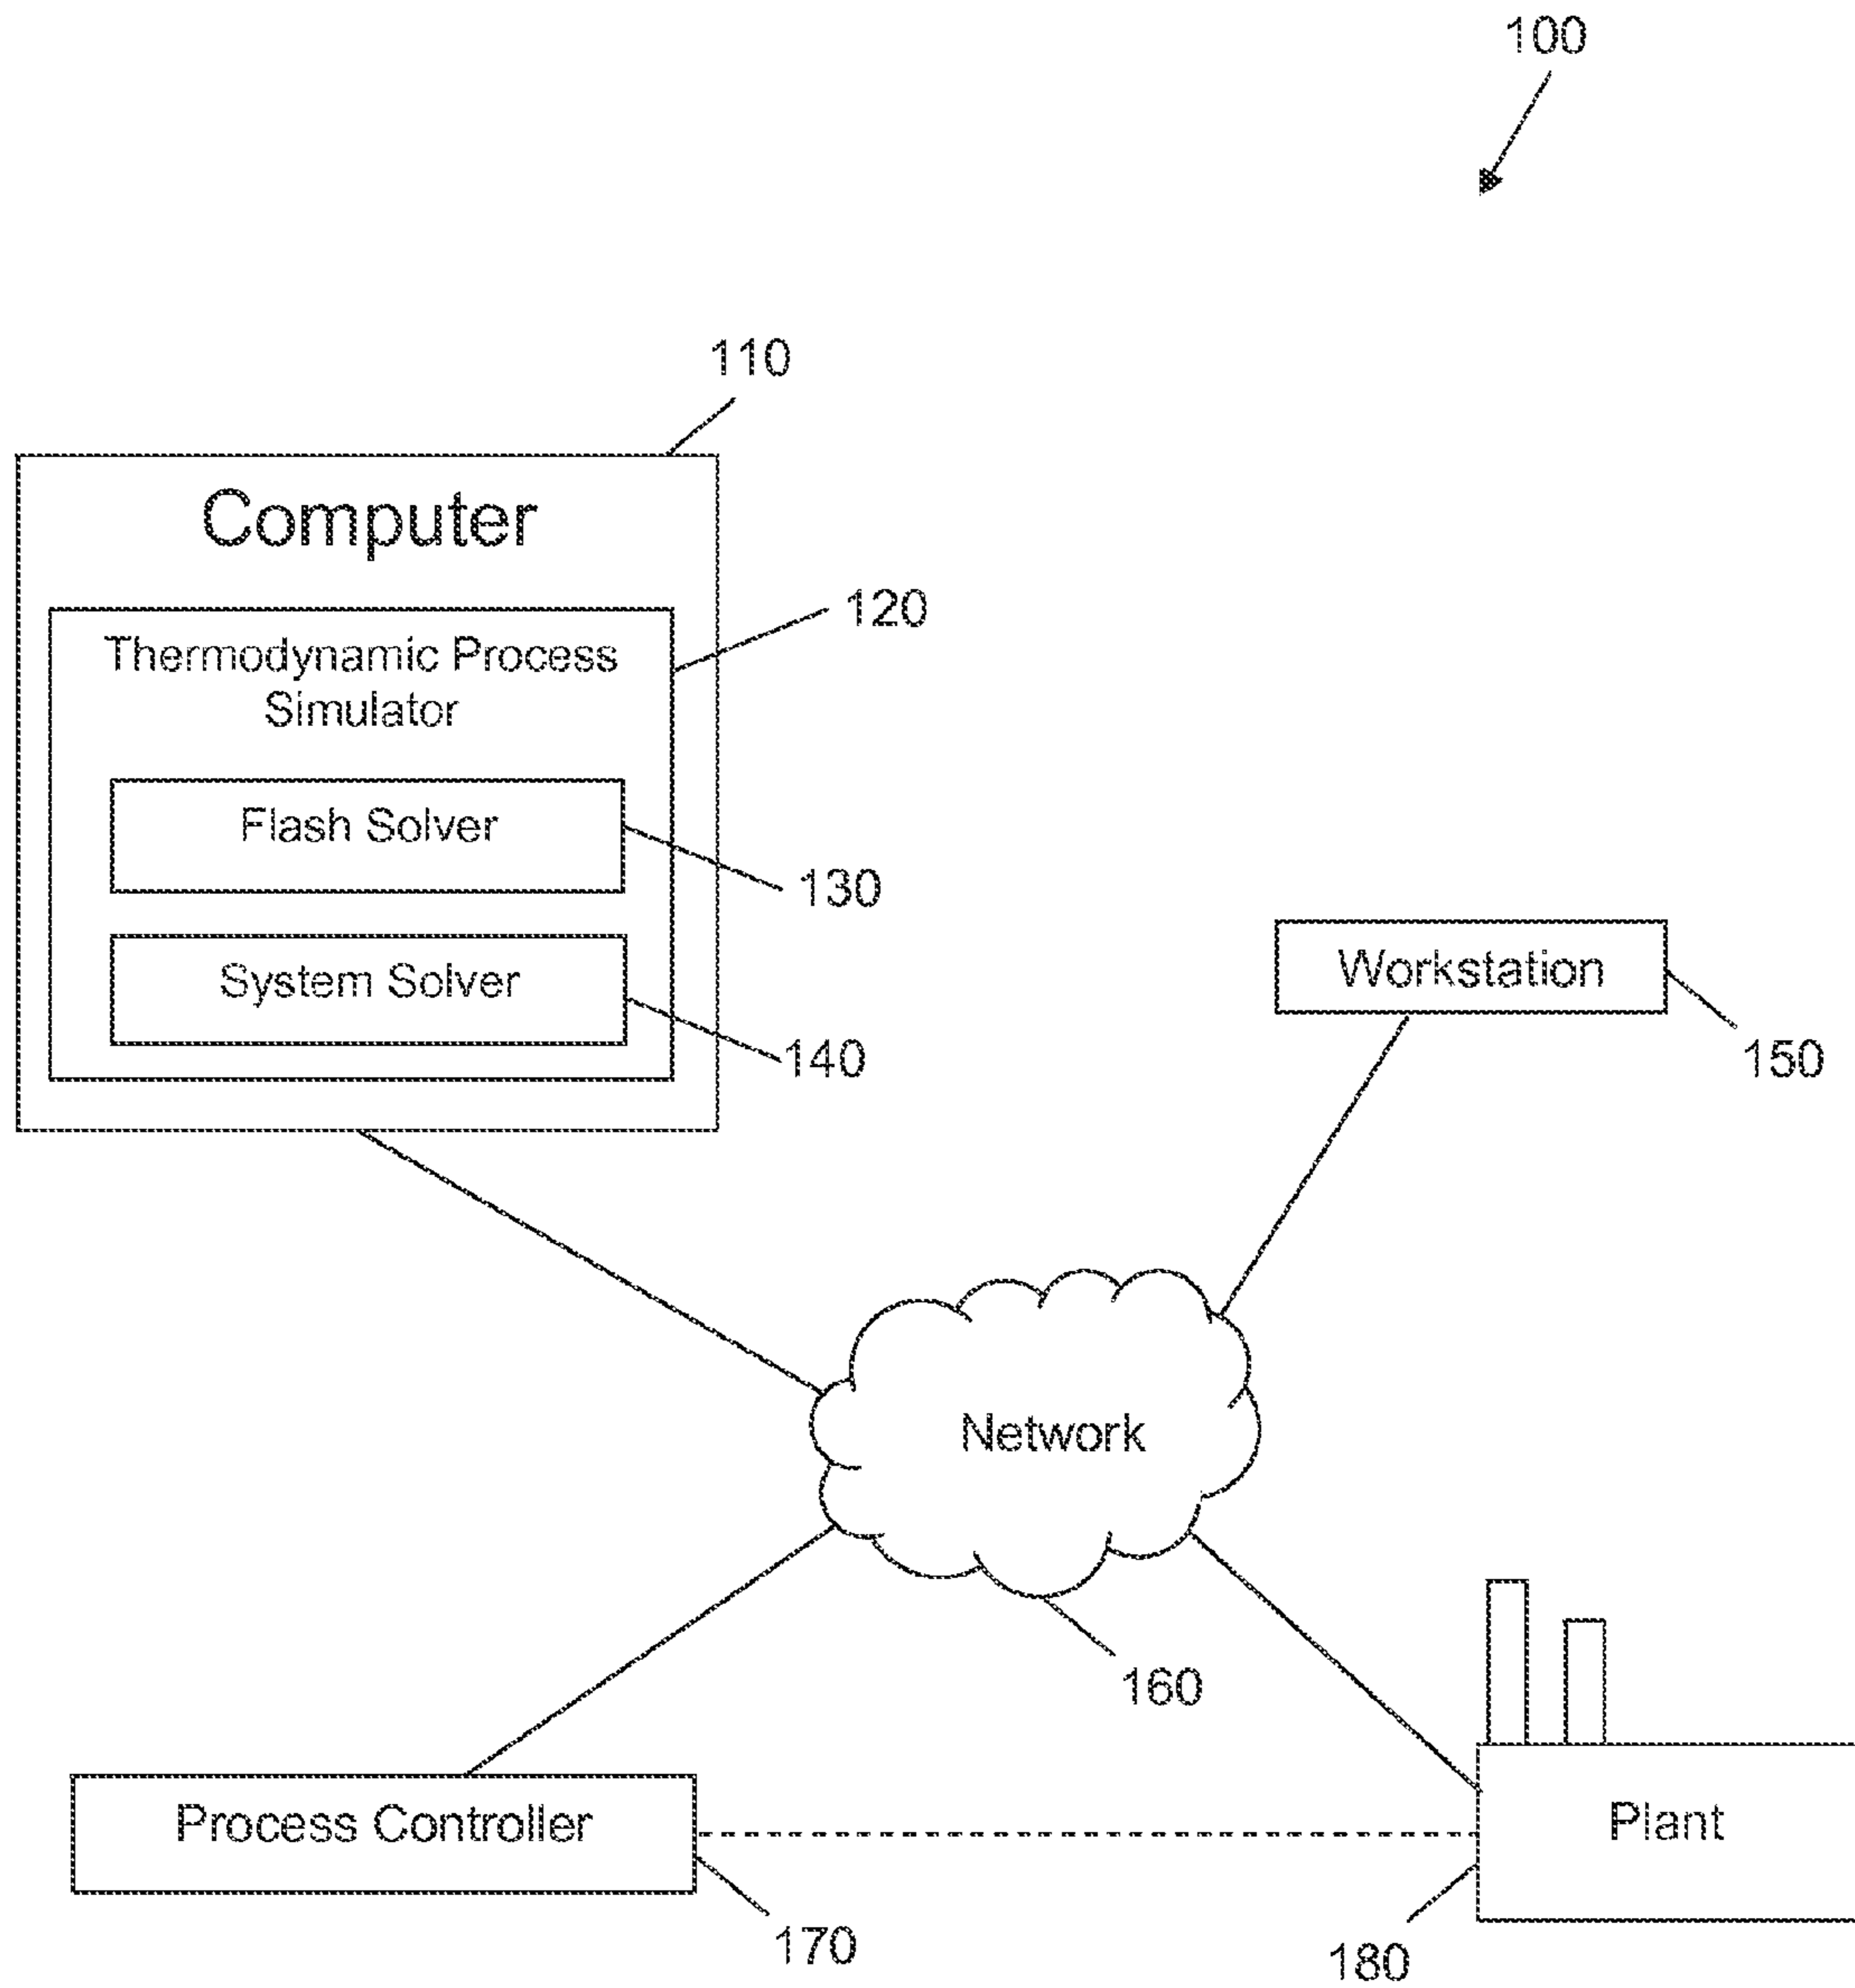 100
110
Computer
120
Thermodynamic Process
Simulator
Flash Solver
130
System Solver
140
Workstation
150
Network
160
Process Controller
170
Plant
180